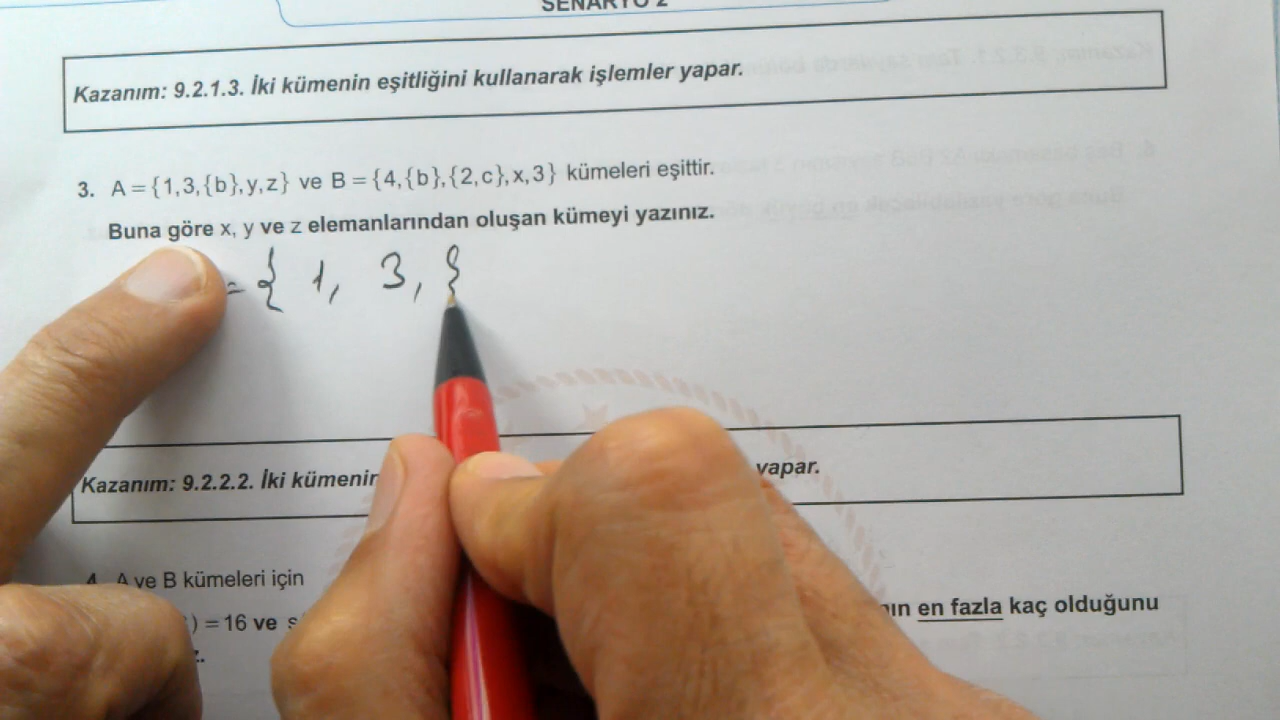 SENARYO 2
Kazanım: 9.2.1.3. İki kümenin eşitliğini kullanarak işlemler yapar.
3. A = {1,3,{b},y,z} ve B = {4,{b},{2,c},x,3} kümeleri eşittir.
Buna göre x, y ve z elemanlarından oluşan kümeyi yazınız.
= { 1, 3, {
Kazanım: 9.2.2.2. İki kümenin yapar.
4. A ve B kümeleri için
) = 16 ve en fazla kaç olduğunu